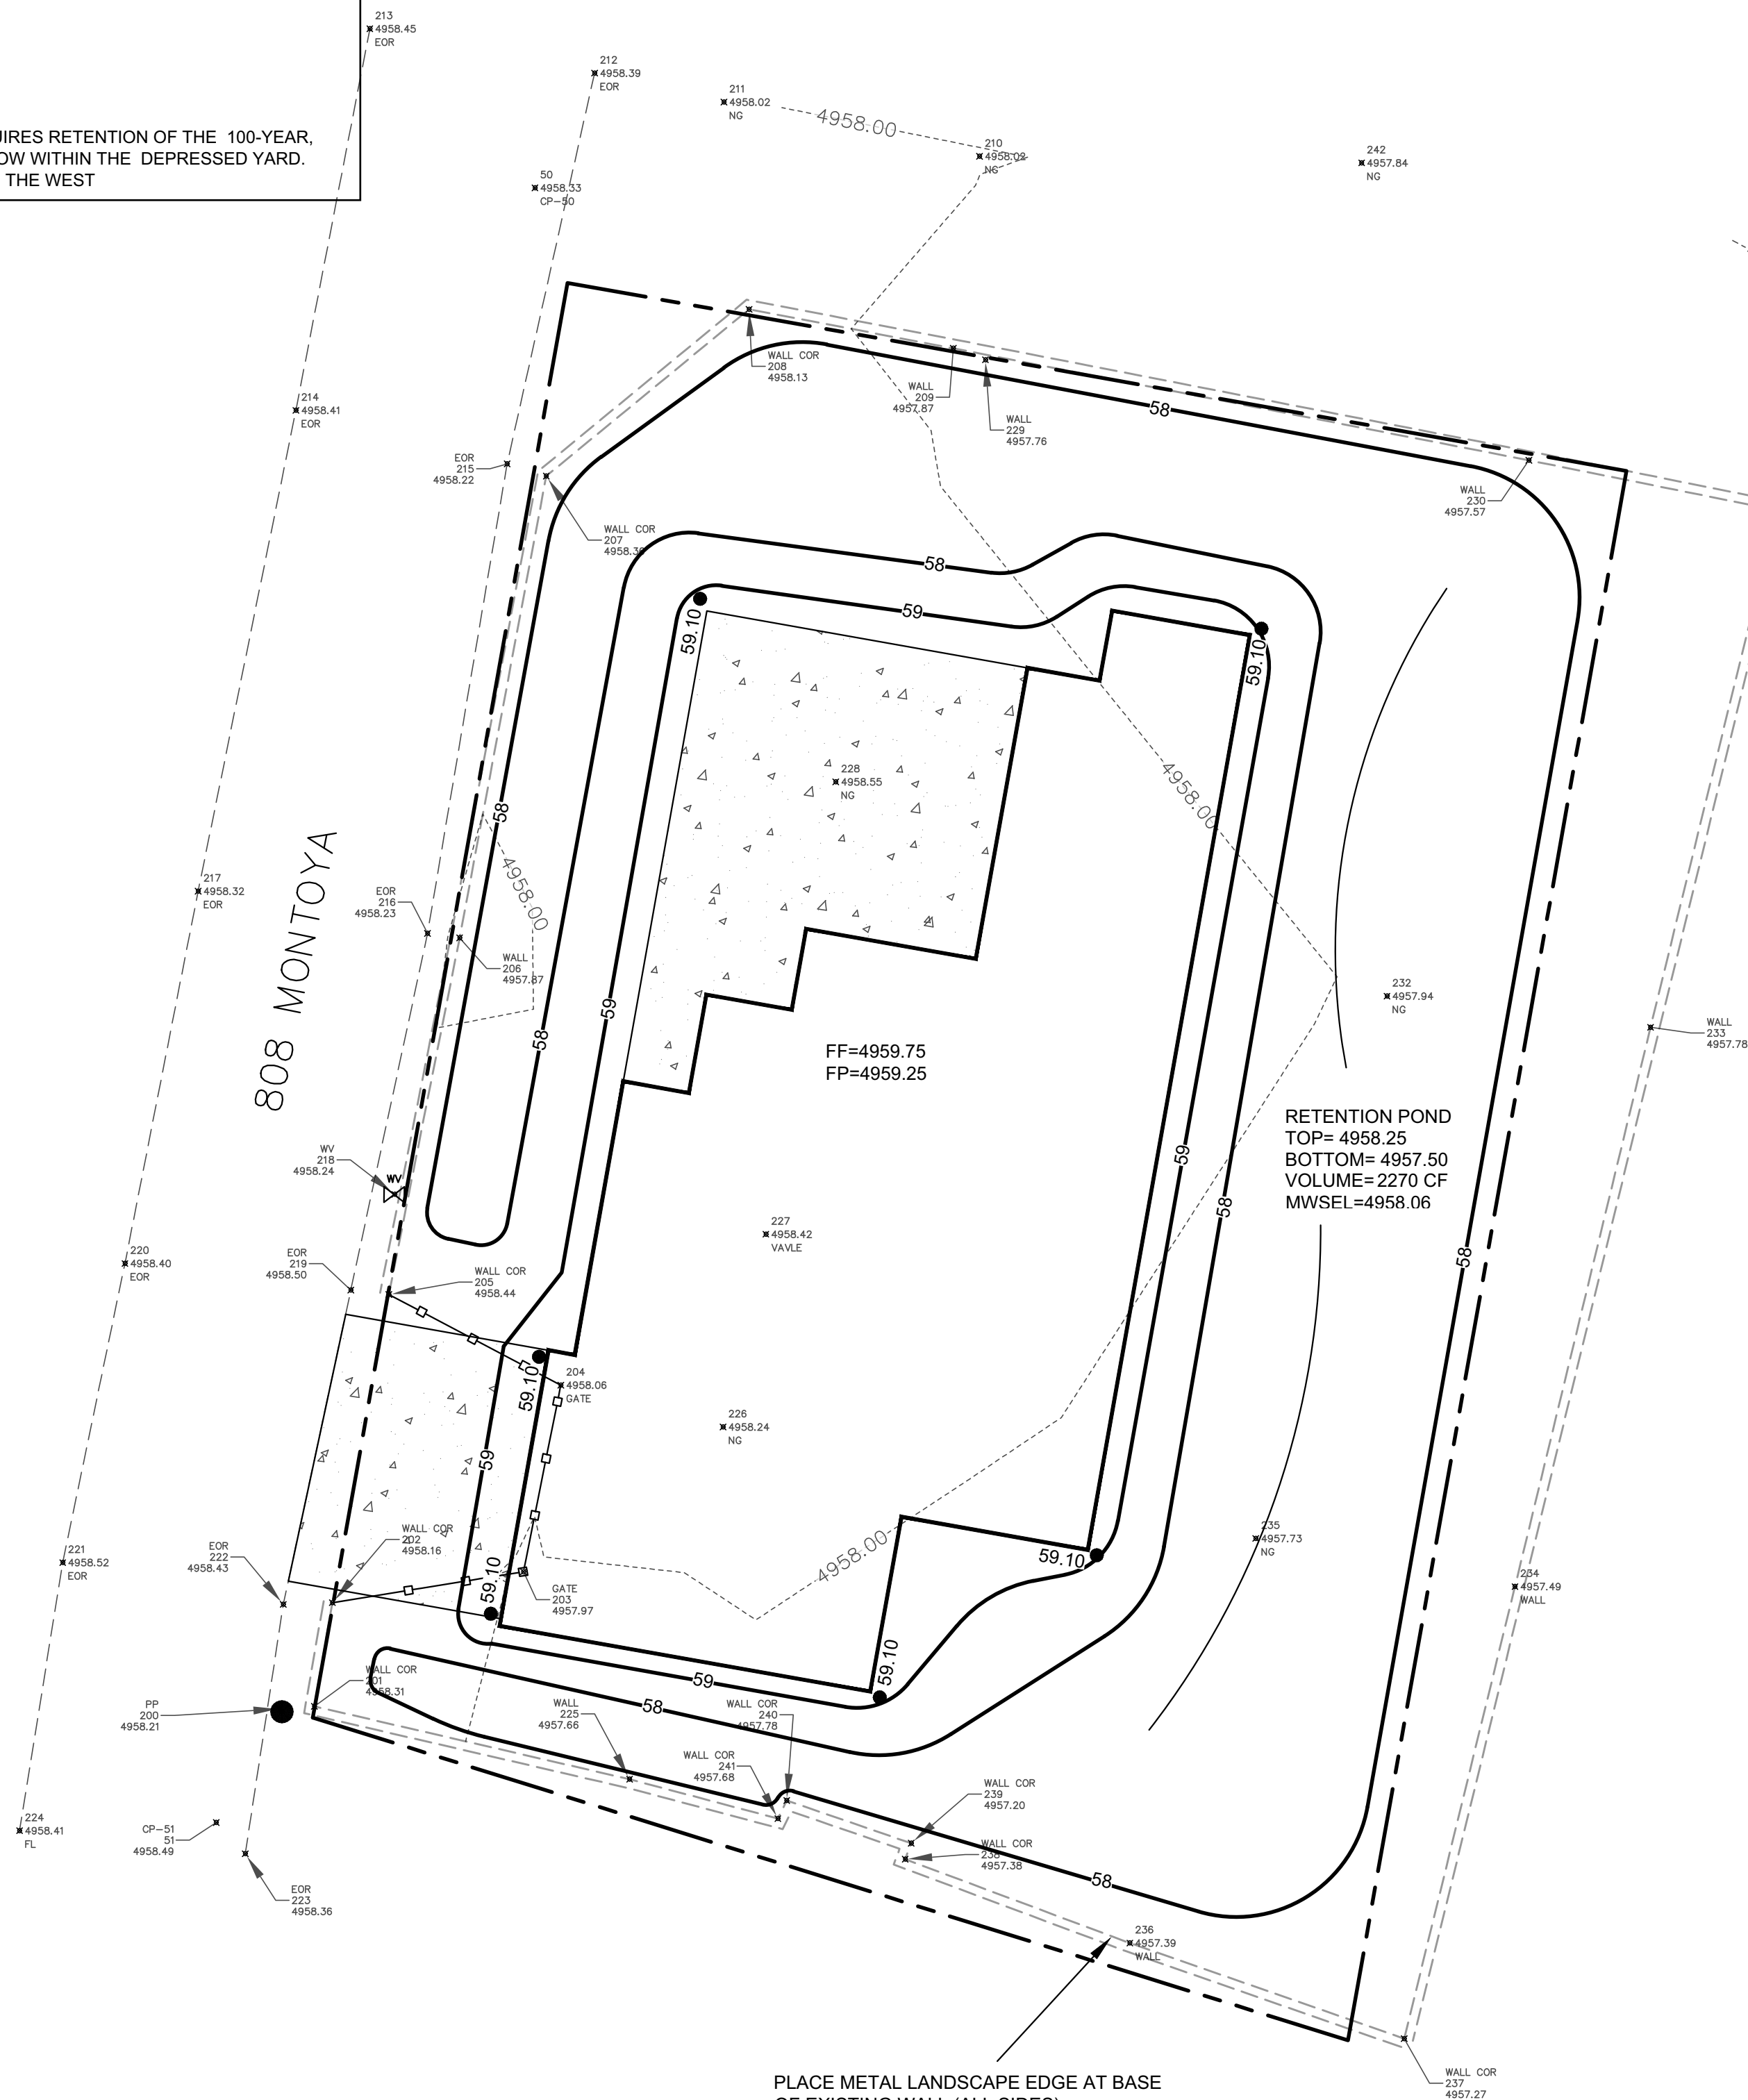 213
4958.45
EOR
212
4958.39
EOR
211
4958.02
NG
4958.00
210
4958.02
NG
242
4957.84
NG
UIRES RETENTION OF THE 100-YEAR,
OW WITHIN THE DEPRESSED YARD.
THE WEST
50
4958.33
CP-50
WALL COR
208
4958.13
WALL
209
4957.87
WALL
229
4957.76
58
214
4958.41
EOR
EOR
215
4958.22
WALL
230
4957.57
WALL COR
207
58
59
59.10
59.10
228
4958.55
NG
4958.00
58
4958.00
217
4958.32
EOR
808 MONTOYA
EOR
216
4958.23
WALL
206
4957.87
59
58
232
4957.94
NG
WALL
233
4957.78
FF=4959.75
FP=4959.25
RETENTION POND
TOP= 4958.25
BOTTOM= 4957.50
VOLUME= 2270 CF
MWSEL=4958.06
59
58
58
WV
218
4958.24
WV
227
4958.42
VAVLE
220
4958.40
EOR
EOR
219
4958.50
WALL COR
205
4958.44
59.10
204
4958.06
GATE
226
4958.24
NG
59
WALL COR
202
4958.16
4958.00
59.10
235
4957.73
NG
221
4958.52
EOR
EOR
222
4958.43
59.10
GATE
203
4957.97
234
4957.49
WALL
59.10
WALL COR
201
4958.31
59
58
PP
200
4958.21
WALL
225
4957.66
WALL COR
240
4957.78
WALL COR
241
4957.68
WALL COR
239
4957.20
224
4958.41
FL
CP-51
51
4958.49
WALL COR
238
4957.38
58
EOR
223
4958.36
236
4957.39
WALL
PLACE METAL LANDSCAPE EDGE AT BASE
OF EXISTING WALL (ALL SIDES)
WALL COR
237
4957.27